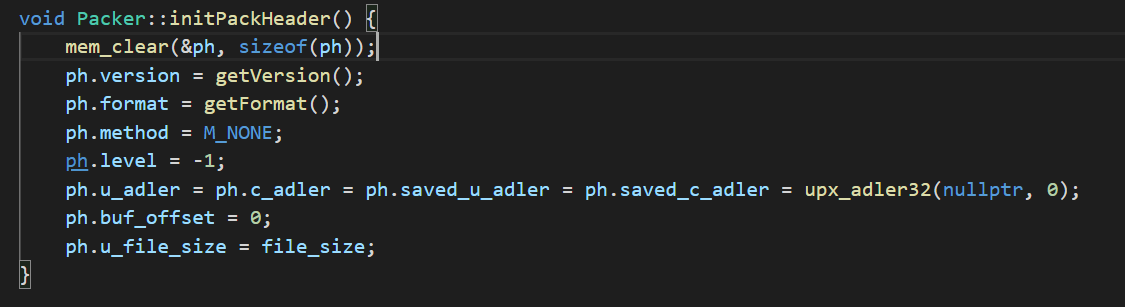 void Packer::initPackHeader() {
    mem_clear(&ph, sizeof(ph));
    ph.version = getVersion();
    ph.format = getFormat();
    ph.method = M_NONE;
    ph.level = -1;
    ph.u_adler = ph.c_adler = ph.saved_u_adler = ph.saved_c_adler = upx_adler32(nullptr, 0);
    ph.buf_offset = 0;
    ph.u_file_size = file_size;
}